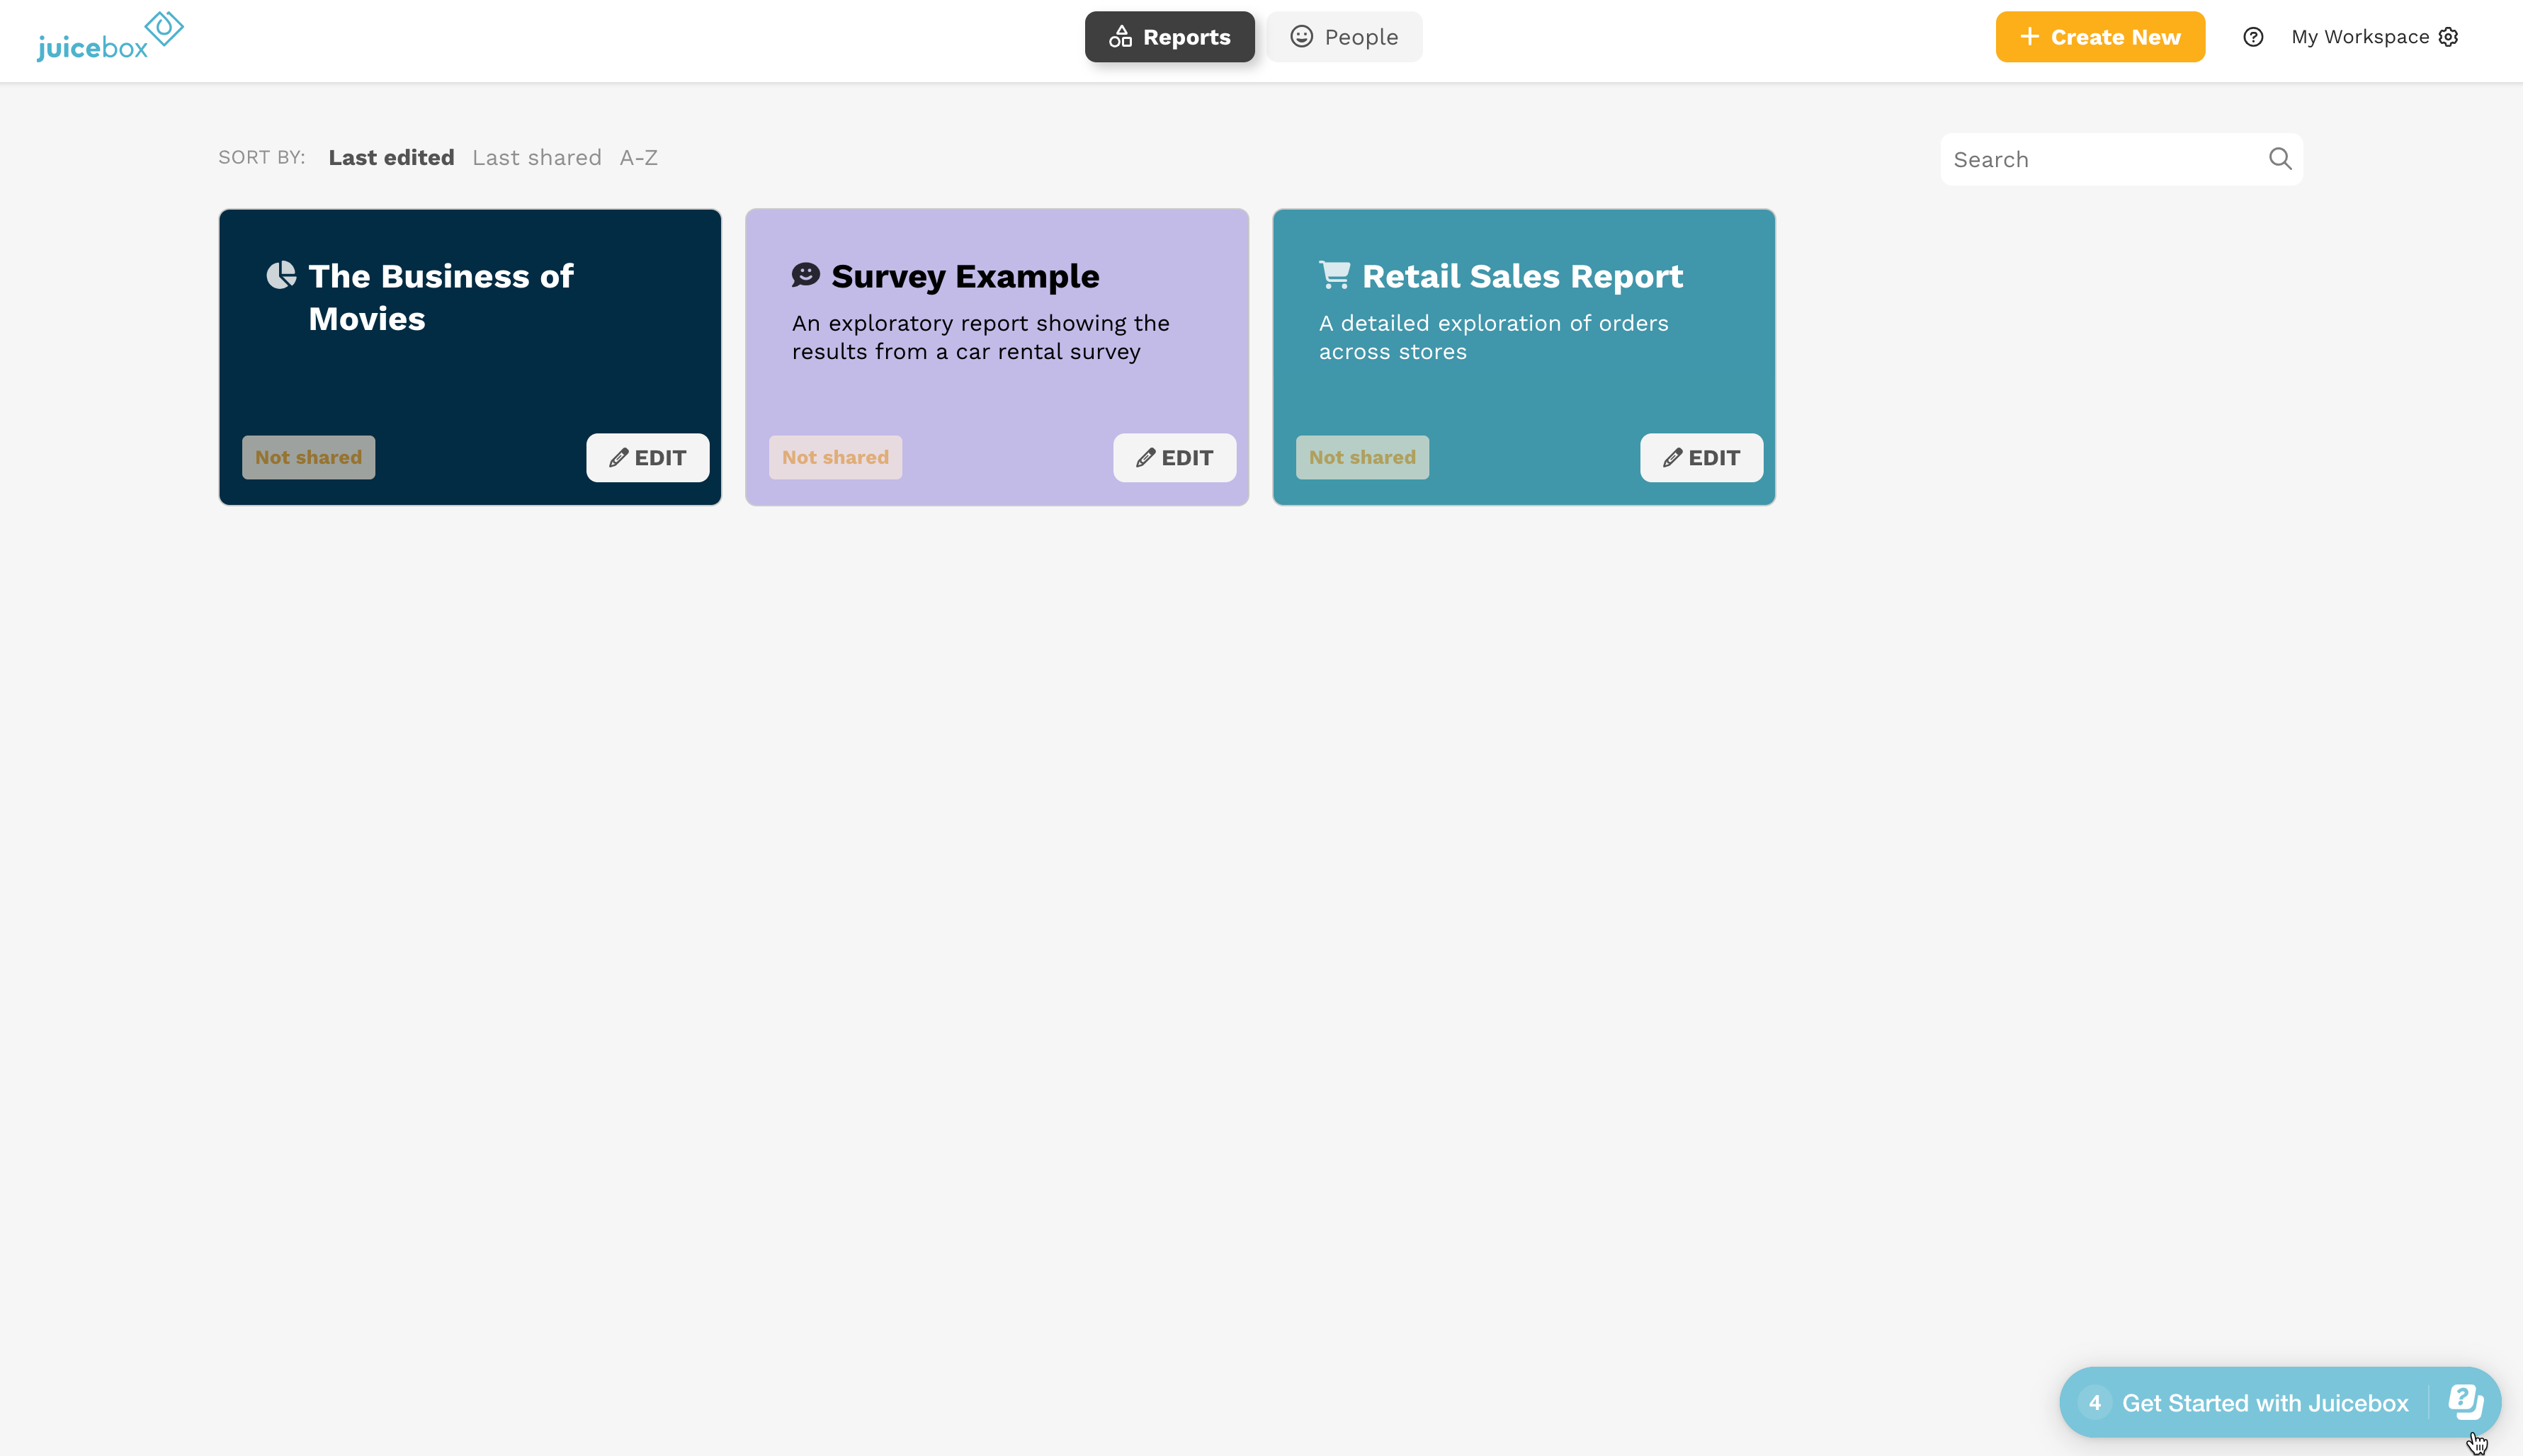 juicebox
Reports
People
+ Create New
My Workspace
SORT BY: Last edited Last shared A-Z
Search
The Business of
Movies
Not shared
EDIT
Survey Example
An exploratory report showing the
results from a car rental survey
Not shared
EDIT
Retail Sales Report
A detailed exploration of orders
across stores
Not shared
EDIT
4 Get Started with Juicebox